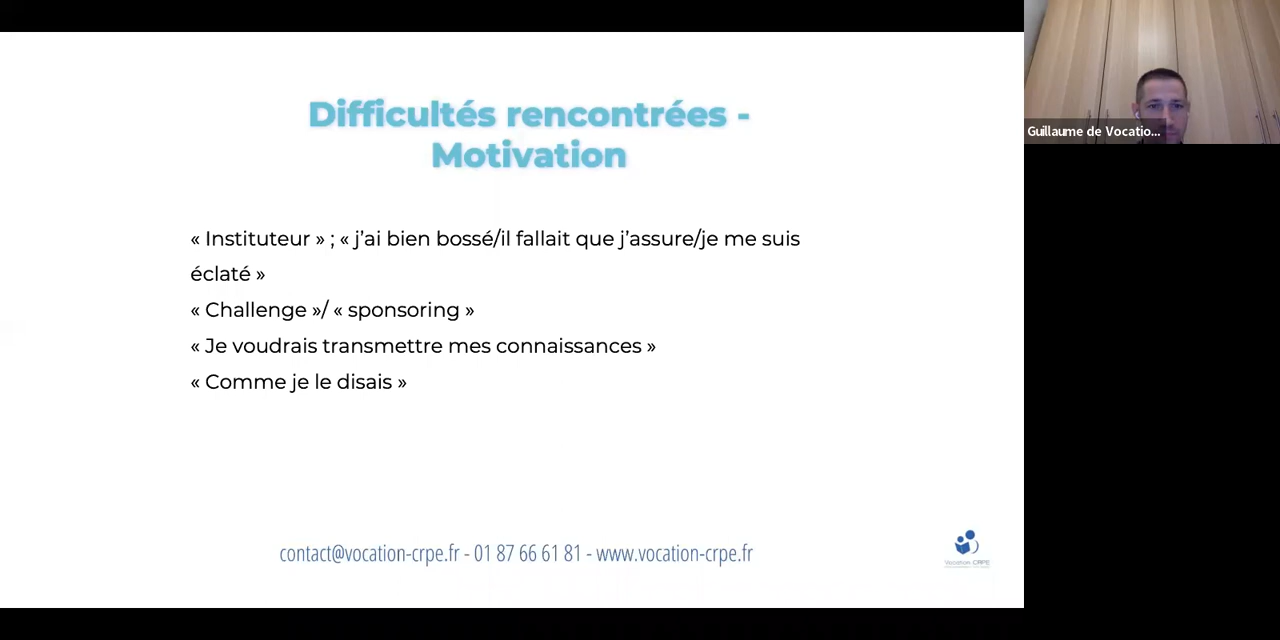 Difficultés rencontrées -
Motivation
« Instituteur » ; « j’ai bien bossé/il fallait que j’assure/je me suis
éclaté »
« Challenge »/ « sponsoring »
« Je voudrais transmettre mes connaissances »
« Comme je le disais »
contact@vocation-crpe.fr - 01 87 66 61 81 - www.vocation-crpe.fr
Vocation CRPE
Guillaume de Vocatio...